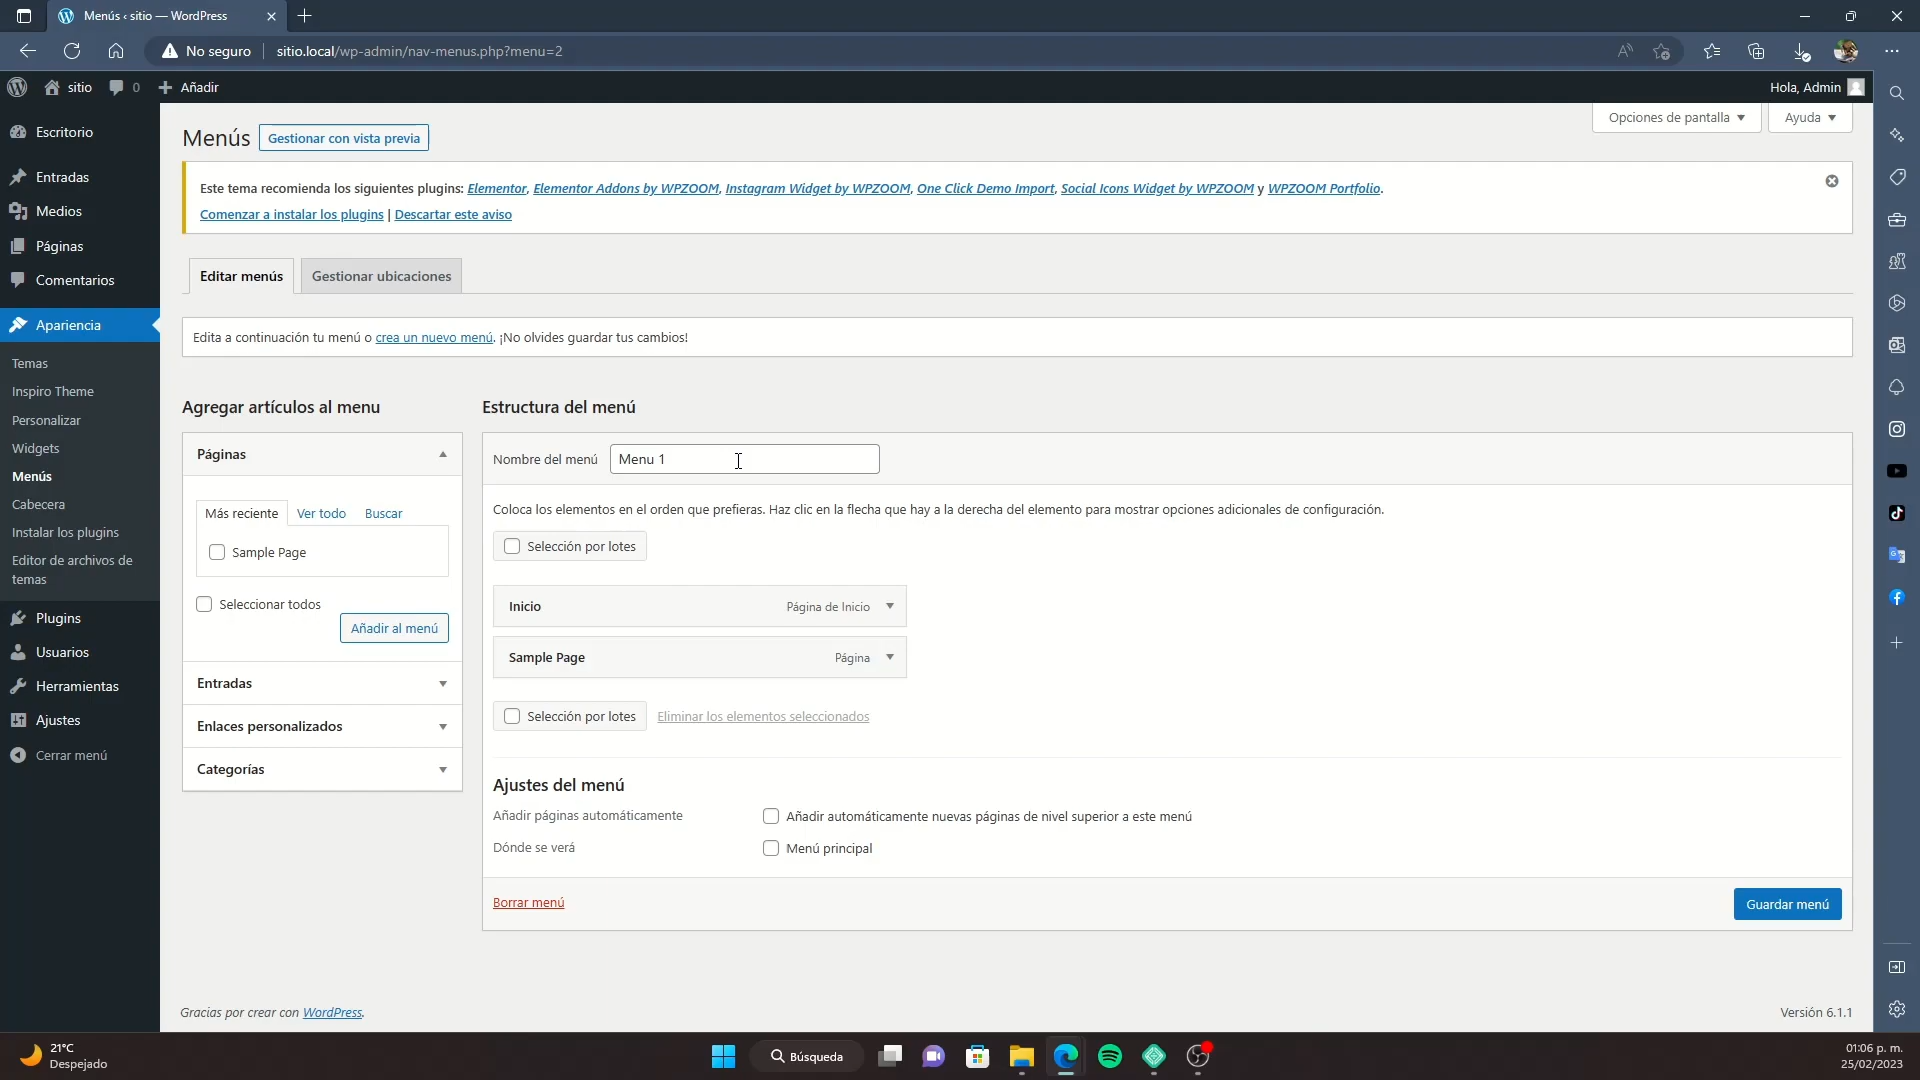 Menús ‹ sitio — WordPress
No seguro
sitio.local/wp-admin/nav-menus.php?menu=2
sitio
0
Añadir
Hola, Admin
Escritorio
Entradas
Medios
Páginas
Comentarios
Apariencia
Temas
Inspiro Theme
Personalizar
Widgets
Menús
Cabecera
Instalar los plugins
Editor de archivos de
temas
Plugins
Usuarios
Herramientas
Ajustes
Cerrar menú
Opciones de pantalla
Ayuda
Menús
Gestionar con vista previa
Este tema recomienda los siguientes plugins: Elementor, Elementor Addons by WPZOOM, Instagram Widget by WPZOOM, One Click Demo Import, Social Icons Widget by WPZOOM y WPZOOM Portfolio.
Comenzar a instalar los plugins | Descartar este aviso
Editar menús
Gestionar ubicaciones
Edita a continuación tu menú o crea un nuevo menú. ¡No olvides guardar tus cambios!
Agregar artículos al menu
Páginas
Más reciente
Ver todo
Buscar
Sample Page
Seleccionar todos
Añadir al menú
Entradas
Enlaces personalizados
Categorías
Estructura del menú
Nombre del menú
Menu 1
Coloca los elementos en el orden que prefieras. Haz clic en la flecha que hay a la derecha del elemento para mostrar opciones adicionales de configuración.
Selección por lotes
Inicio
Página de Inicio
Sample Page
Página
Selección por lotes
Eliminar los elementos seleccionados
Ajustes del menú
Añadir páginas automáticamente
Añadir automáticamente nuevas páginas de nivel superior a este menú
Dónde se verá
Menú principal
Borrar menú
Guardar menú
Gracias por crear con WordPress.
Versión 6.1.1
21°C
Despejado
Búsqueda
01:06 p. m.
25/02/2023